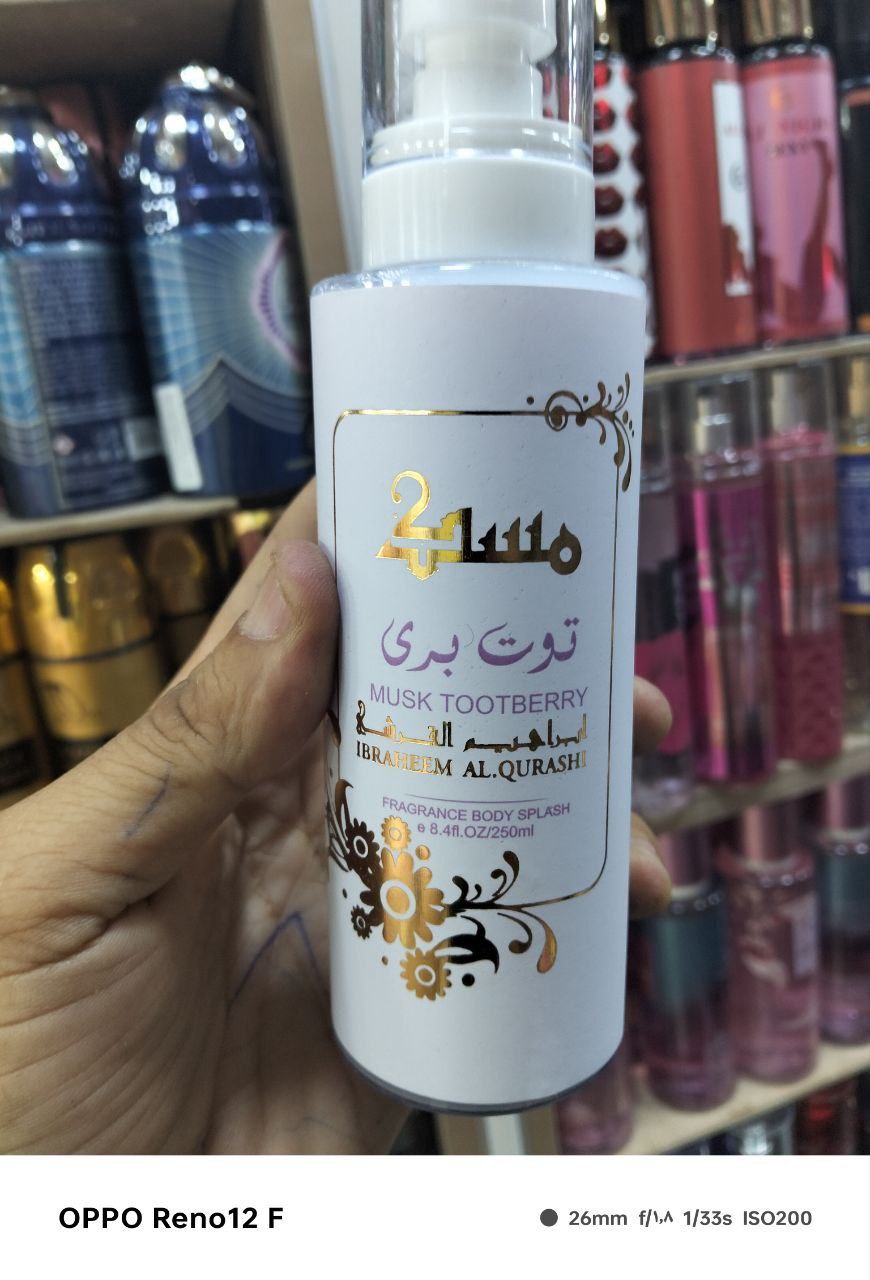 مسك
توت برى
MUSK TOOTBERRY
ابراهيم القرشي
IBRAHEEM AL.QURASHI
FRAGRANCE BODY SPLASH
e 8.4fl.OZ/250ml
OPPO Reno12 F
26mm f/١٫٨ 1/33s ISO200